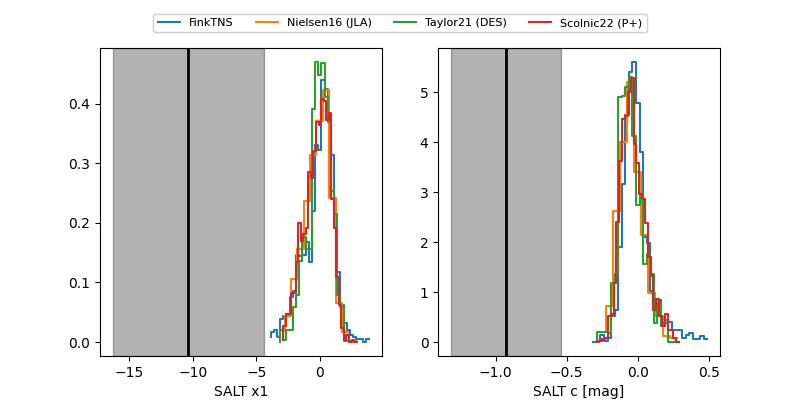 FinkTNS Nielsen16 (JLA) Taylor21 (DES) Scolnic22 (P+)
0.4
0.3
0.2
0.1
0.0
−15 −10 −5 0
SALT x1
5
4
3
2
1
0
−1.0 −0.5 0.0 0.5
SALT c [mag]